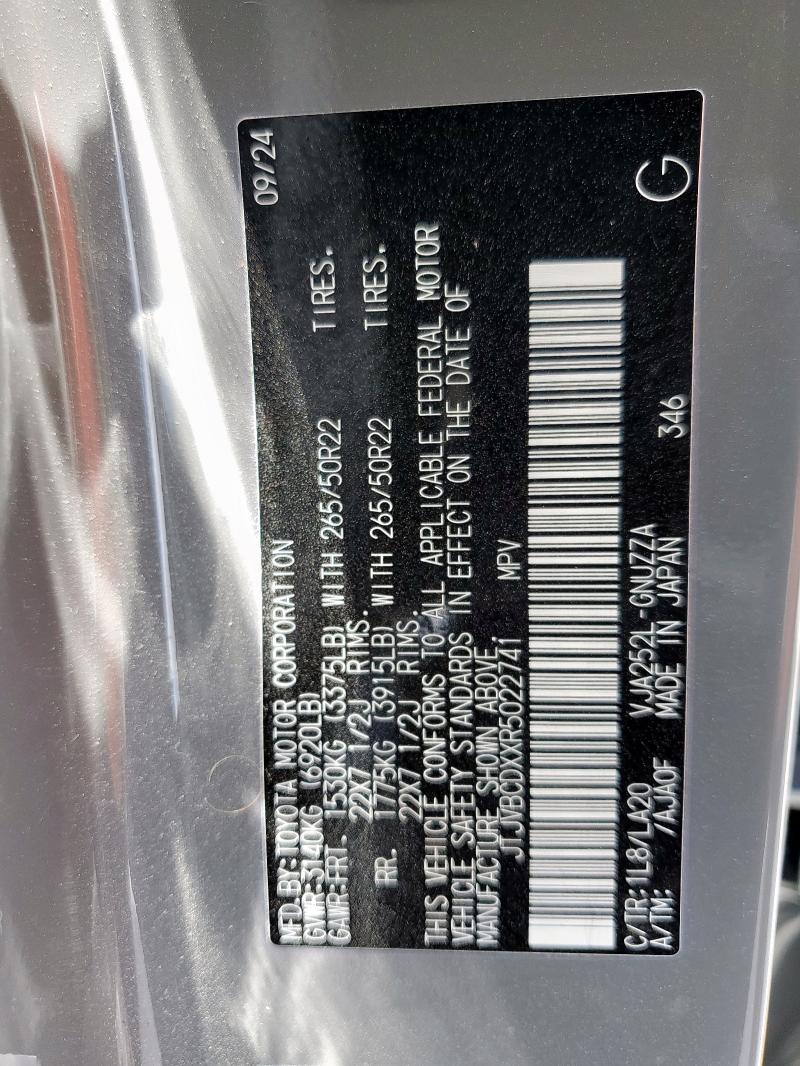 MFD.BY:TOYOTA MOTOR CORPORATION 09/24
GVWR:3140KG (6920LB)
GAWR:FRT. 1530KG (3375LB) WITH 265/50R22 TIRES.
22X7 1/2J RIMS.
RR. 1775KG (3915LB) WITH 265/50R22 TIRES.
22X7 1/2J RIMS.
THIS VEHICLE CONFORMS TO ALL APPLICABLE FEDERAL MOTOR
VEHICLE SAFETY STANDARDS IN EFFECT ON THE DATE OF
MANUFACTURE SHOWN ABOVE.
JTJVBCDXXR5022741 MPV
C/TR:1L8/LA20 VJA252L-GNUZZA 346 G
A/TM: /AJA0F MADE IN JAPAN